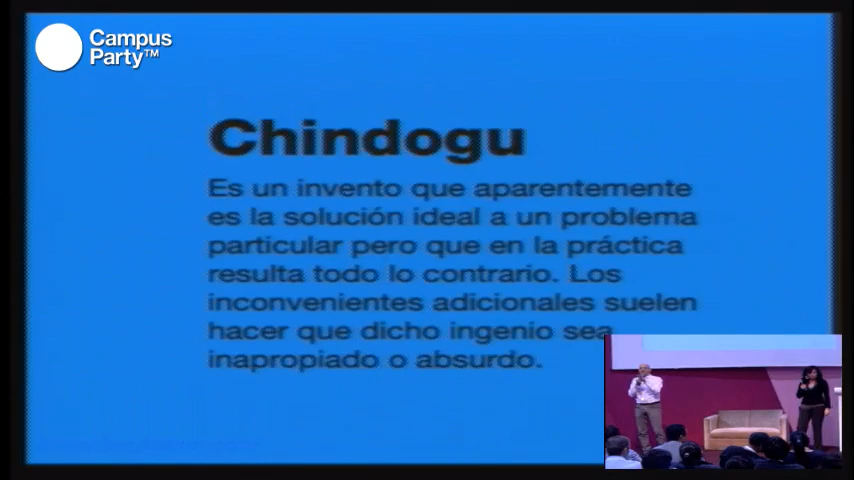 Campus
Party™
Chindogu
Es un invento que aparentemente
es la solución ideal a un problema
particular pero que en la práctica
resulta todo lo contrario. Los
inconvenientes adicionales suelen
hacer que dicho ingenio sea
inapropiado o absurdo.